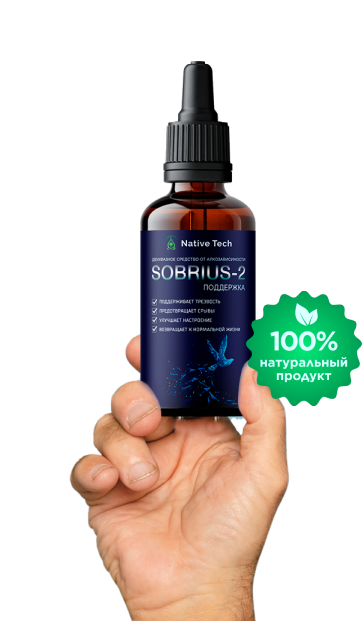 Native Tech
ДВУХФАЗНОЕ СРЕДСТВО ОТ АЛКОЗАВИСИМОСТИ
SOBRIUS-2
ПОДДЕРЖКА
ПОДДЕРЖИВАЕТ ТРЕЗВОСТЬ
ПРЕДОТВРАЩАЕТ СРЫВЫ
УЛУЧШАЕТ НАСТРОЕНИЕ
ВОЗВРАЩАЕТ К НОРМАЛЬНОЙ ЖИЗНИ
100%
натуральный
продукт